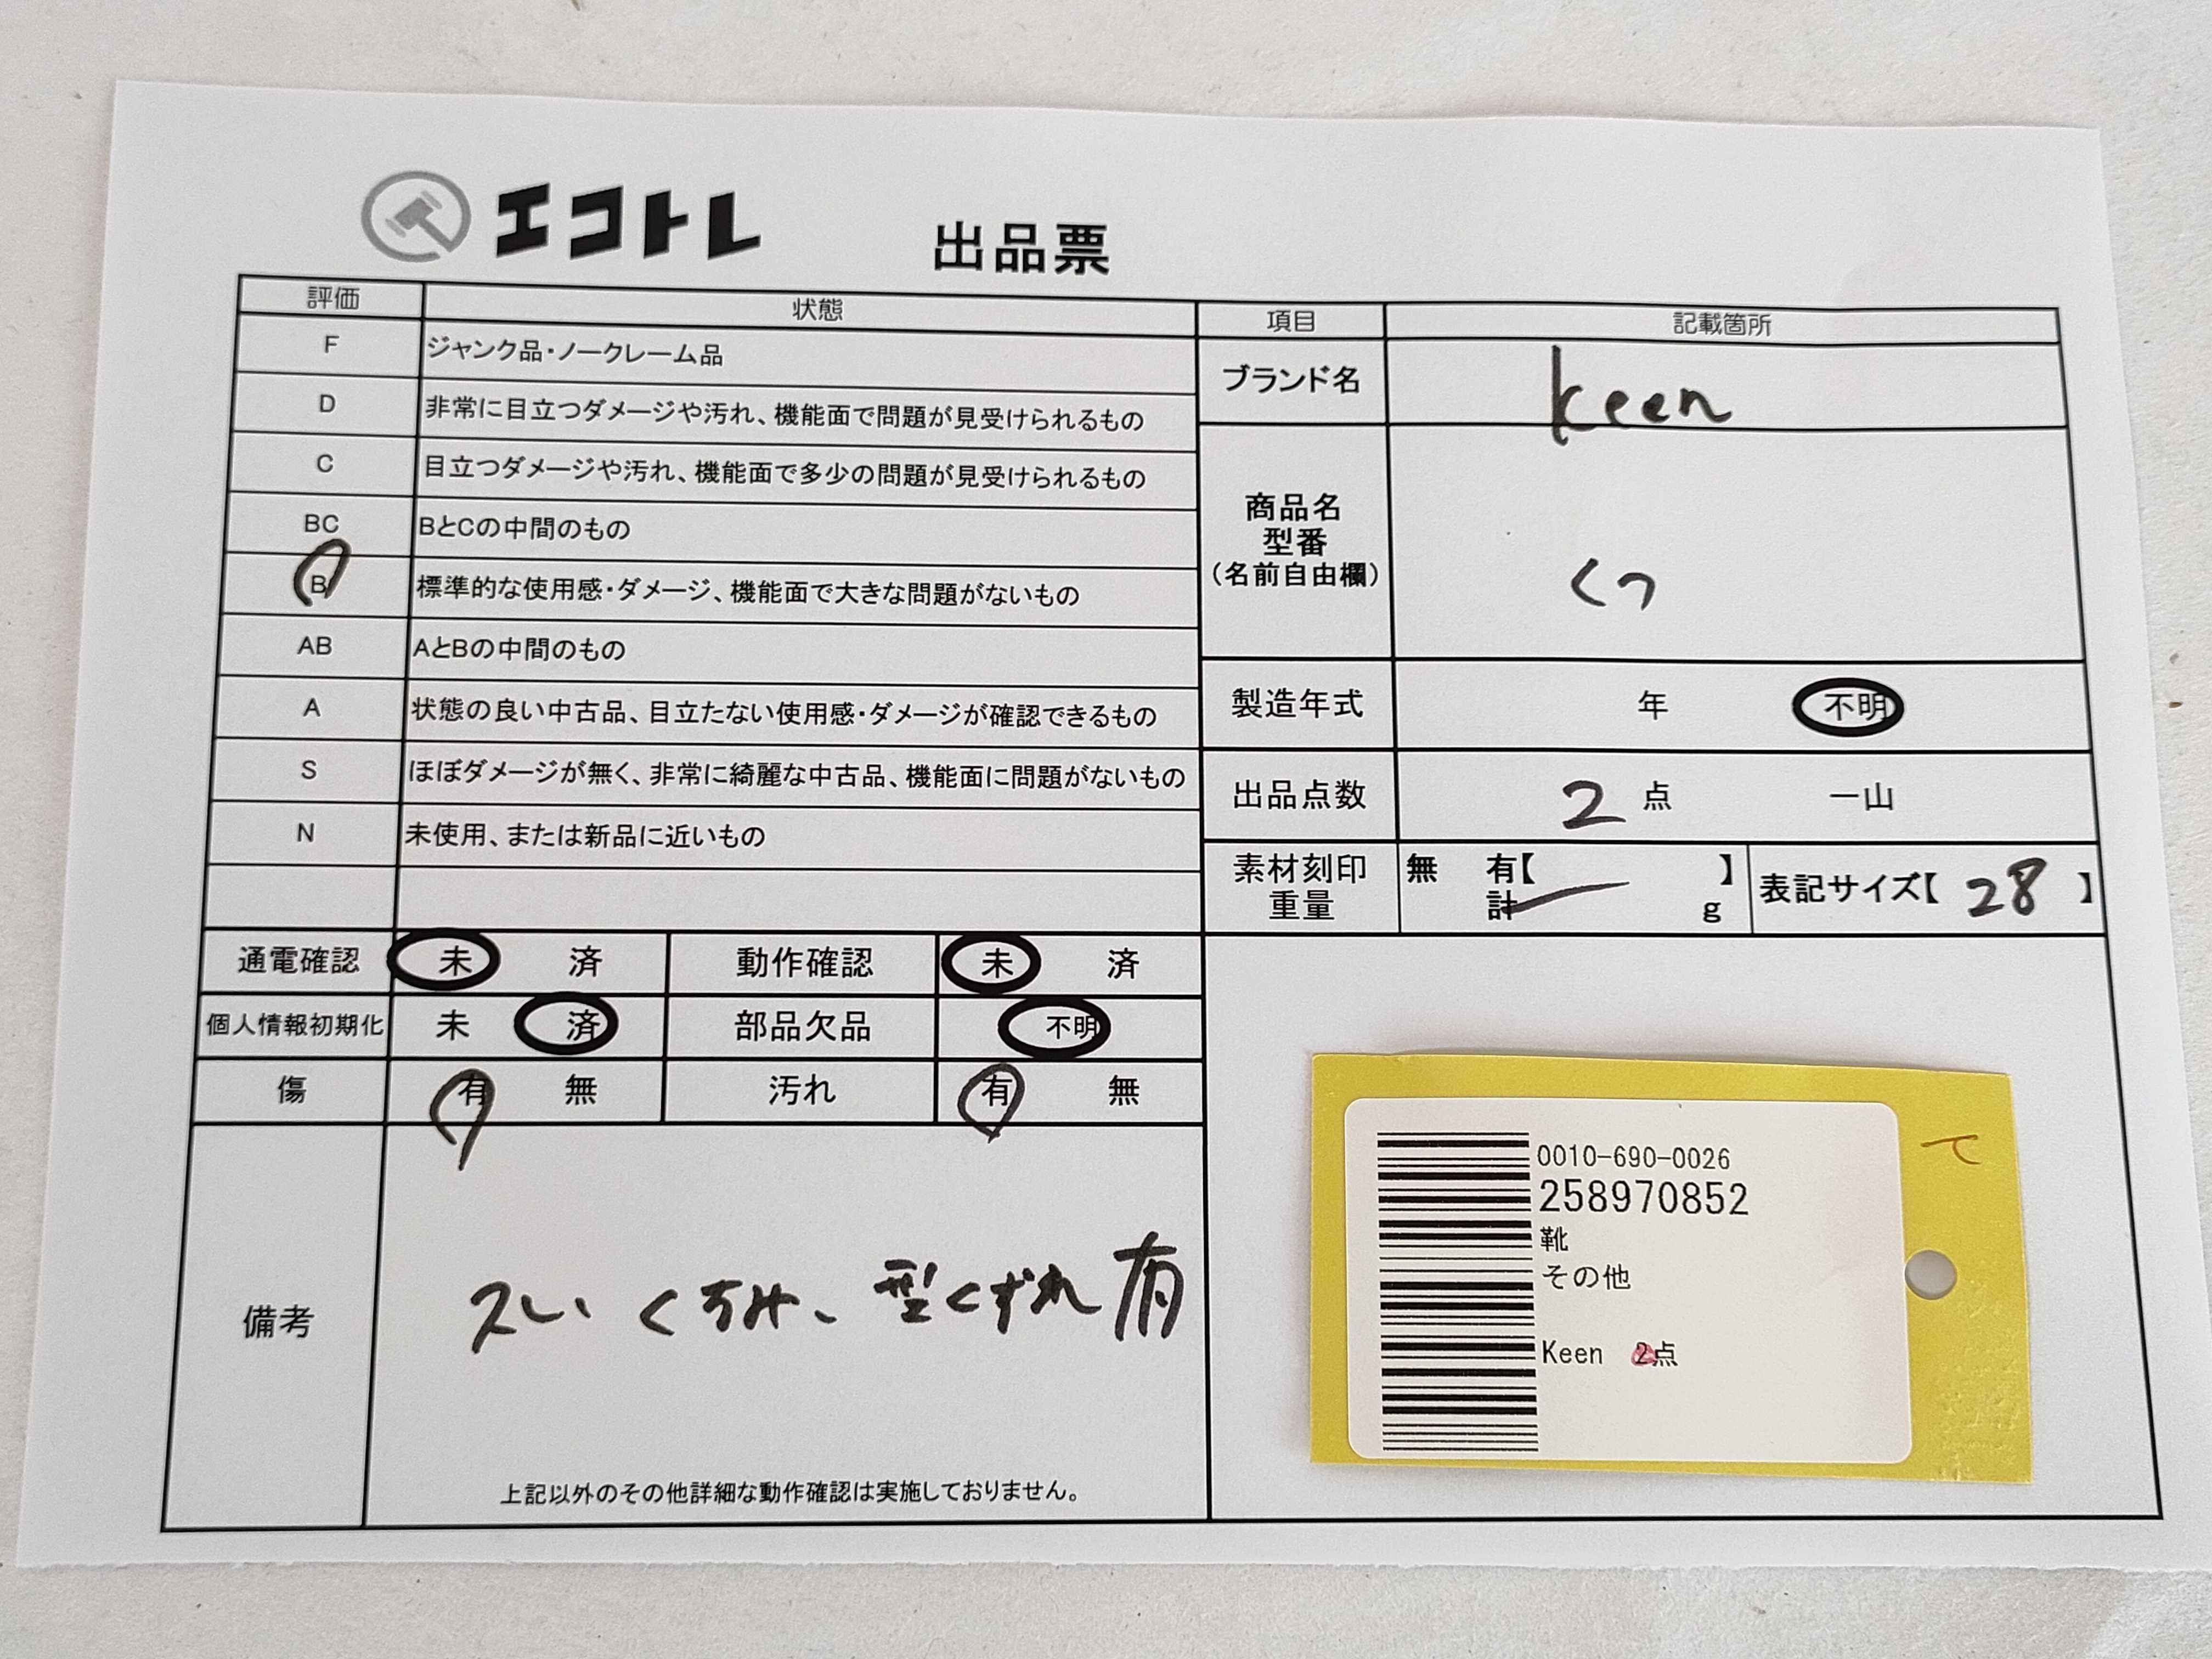 エコトレ 出品票
評価 状態
F ジャンク品・ノークレーム品
D 非常に目立つダメージや汚れ、機能面で問題が見受けられるもの
C 目立つダメージや汚れ、機能面で多少の問題が見受けられるもの
BC BとCの中間のもの
B 標準的な使用感・ダメージ、機能面で大きな問題がないもの
AB AとBの中間のもの
A 状態の良い中古品、目立たない使用感・ダメージが確認できるもの
S ほぼダメージが無く、非常に綺麗な中古品、機能面に問題がないもの
N 未使用、または新品に近いもの
項目 記載箇所
ブランド名 keen
商品名
型番
(名前自由欄)
くつ
製造年式 年 不明
出品点数 2 点 一山
素材刻印 無 有【 】
重量 計 g
表記サイズ【 28 】
通電確認 未 済 動作確認 未 済
個人情報初期化 未 済 部品欠品 不明
傷 有 無 汚れ 有 無
備考
型くずれ有
上記以外のその他詳細な動作確認は実施しておりません。
0010-690-0026
258970852
靴
その他
Keen 2点
て